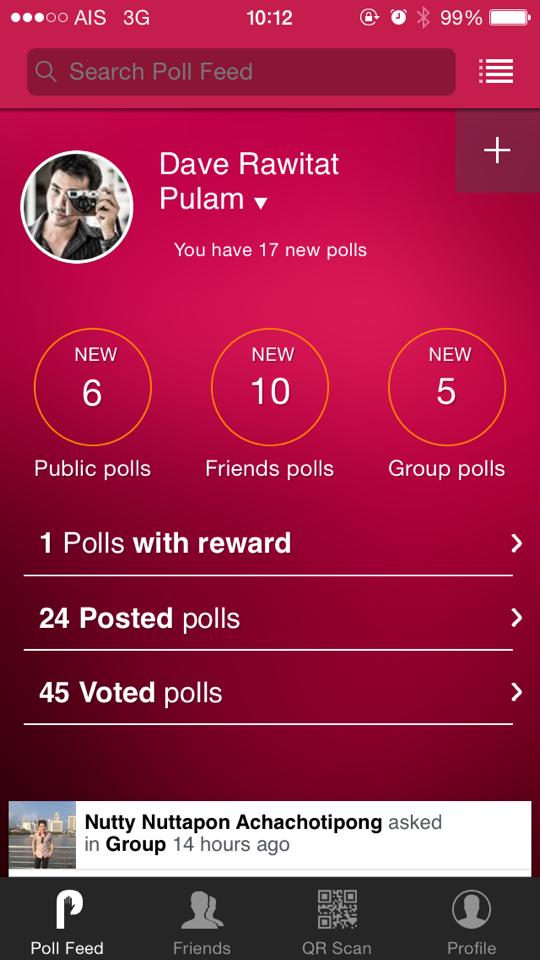 AIS 3G 10:12 99%
Search Poll Feed
Dave Rawitat
Pulam
You have 17 new polls
NEW NEW NEW
6 10 5
Public polls Friends polls Group polls
1 Polls with reward
24 Posted polls
45 Voted polls
Nutty Nuttapon Achachotipong asked
in Group 14 hours ago
Poll Feed Friends QR Scan Profile